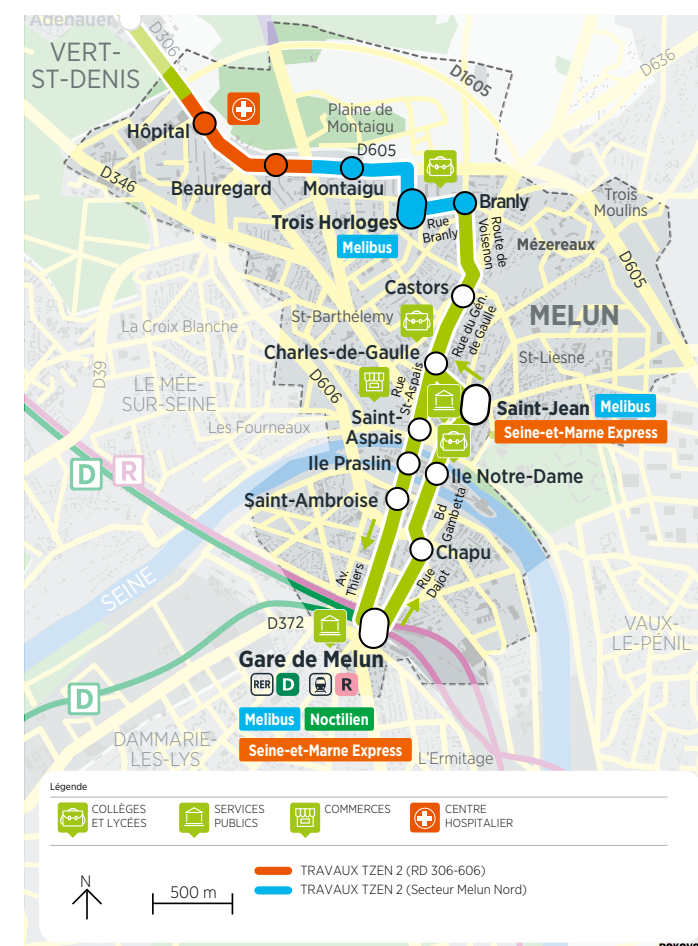 Adenauer
D306
VERT-
ST-DENIS
D636
D1605
Hôpital
Plaine de
Montaigu
D605
D346
Beauregard
Montaigu
Trois Horloges
Melibus
Rue
Branly
Branly
Route de
Voisenon
Trois
Moulins
Mézereaux
D605
Castors
MELUN
St-Barthélemy
Rue du Gén.
de Gaulle
La Croix Blanche
Charles-de-Gaulle
St-Liesne
D39
LE MÉE-
SUR-SEINE
D606
Rue
St-Aspais
Saint-Jean
Melibus
Seine-et-Marne Express
Saint-
Aspais
Les Fourneaux
D
R
Ile Praslin
Ile Notre-Dame
Saint-Ambroise
Bd
Gambetta
Chapu
Av.
Thiers
Rue
Dajot
SEINE
D372
VAUX-
LE-PÉNIL
Gare de Melun
RER D R
D
Melibus
Noctilien
Seine-et-Marne Express
DAMMARIE-
LES-LYS
L'Ermitage
Légende
COLLÈGES
ET LYCÉES
SERVICES
PUBLICS
COMMERCES
CENTRE
HOSPITALIER
TRAVAUX TZEN 2 (RD 306-606)
TRAVAUX TZEN 2 (Secteur Melun Nord)
N
500 m